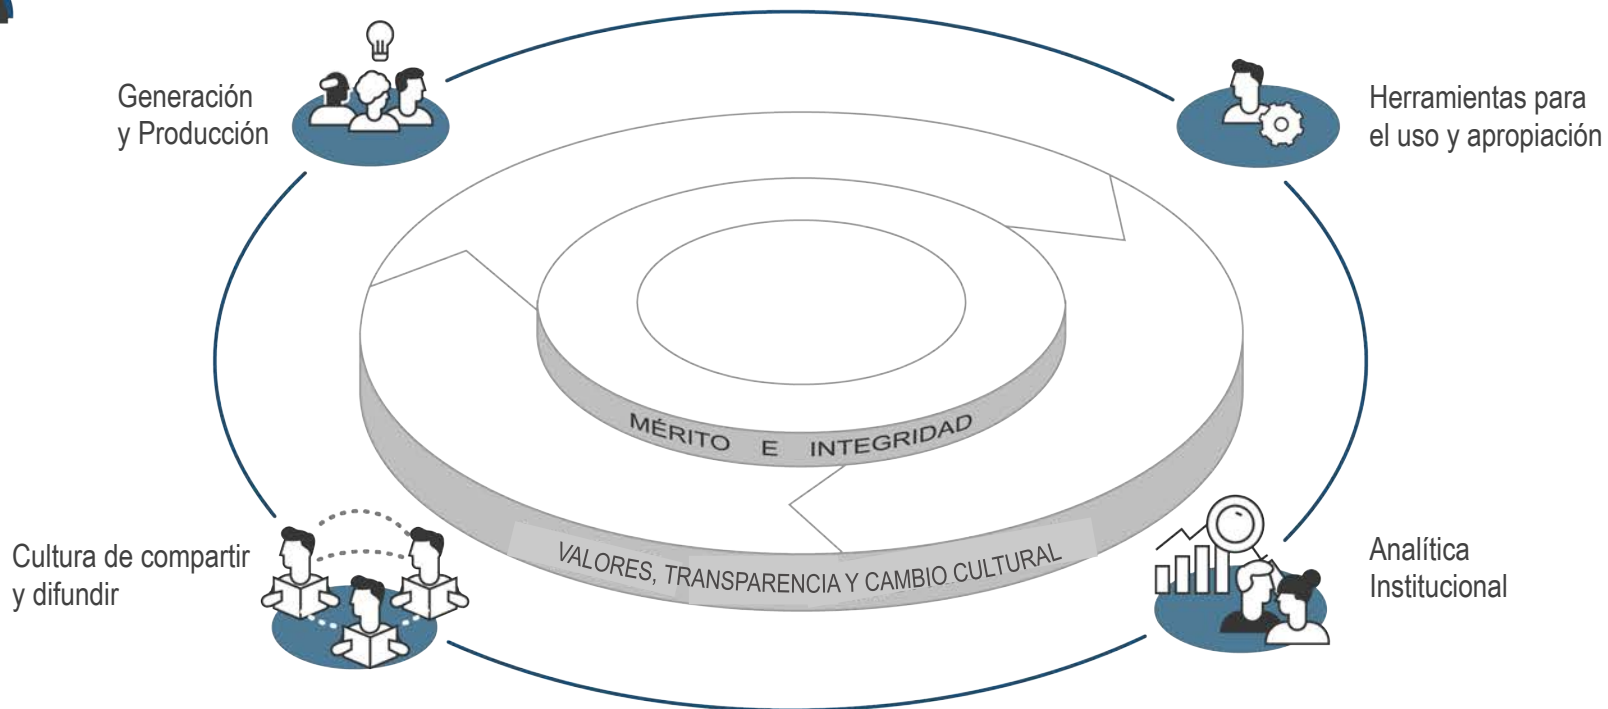 Generación
y Producción
Herramientas para
el uso y apropiación
MÉRITO E INTEGRIDAD
VALORES, TRANSPARENCIA Y CAMBIO CULTURAL
Cultura de compartir
y difundir
Analítica
Institucional